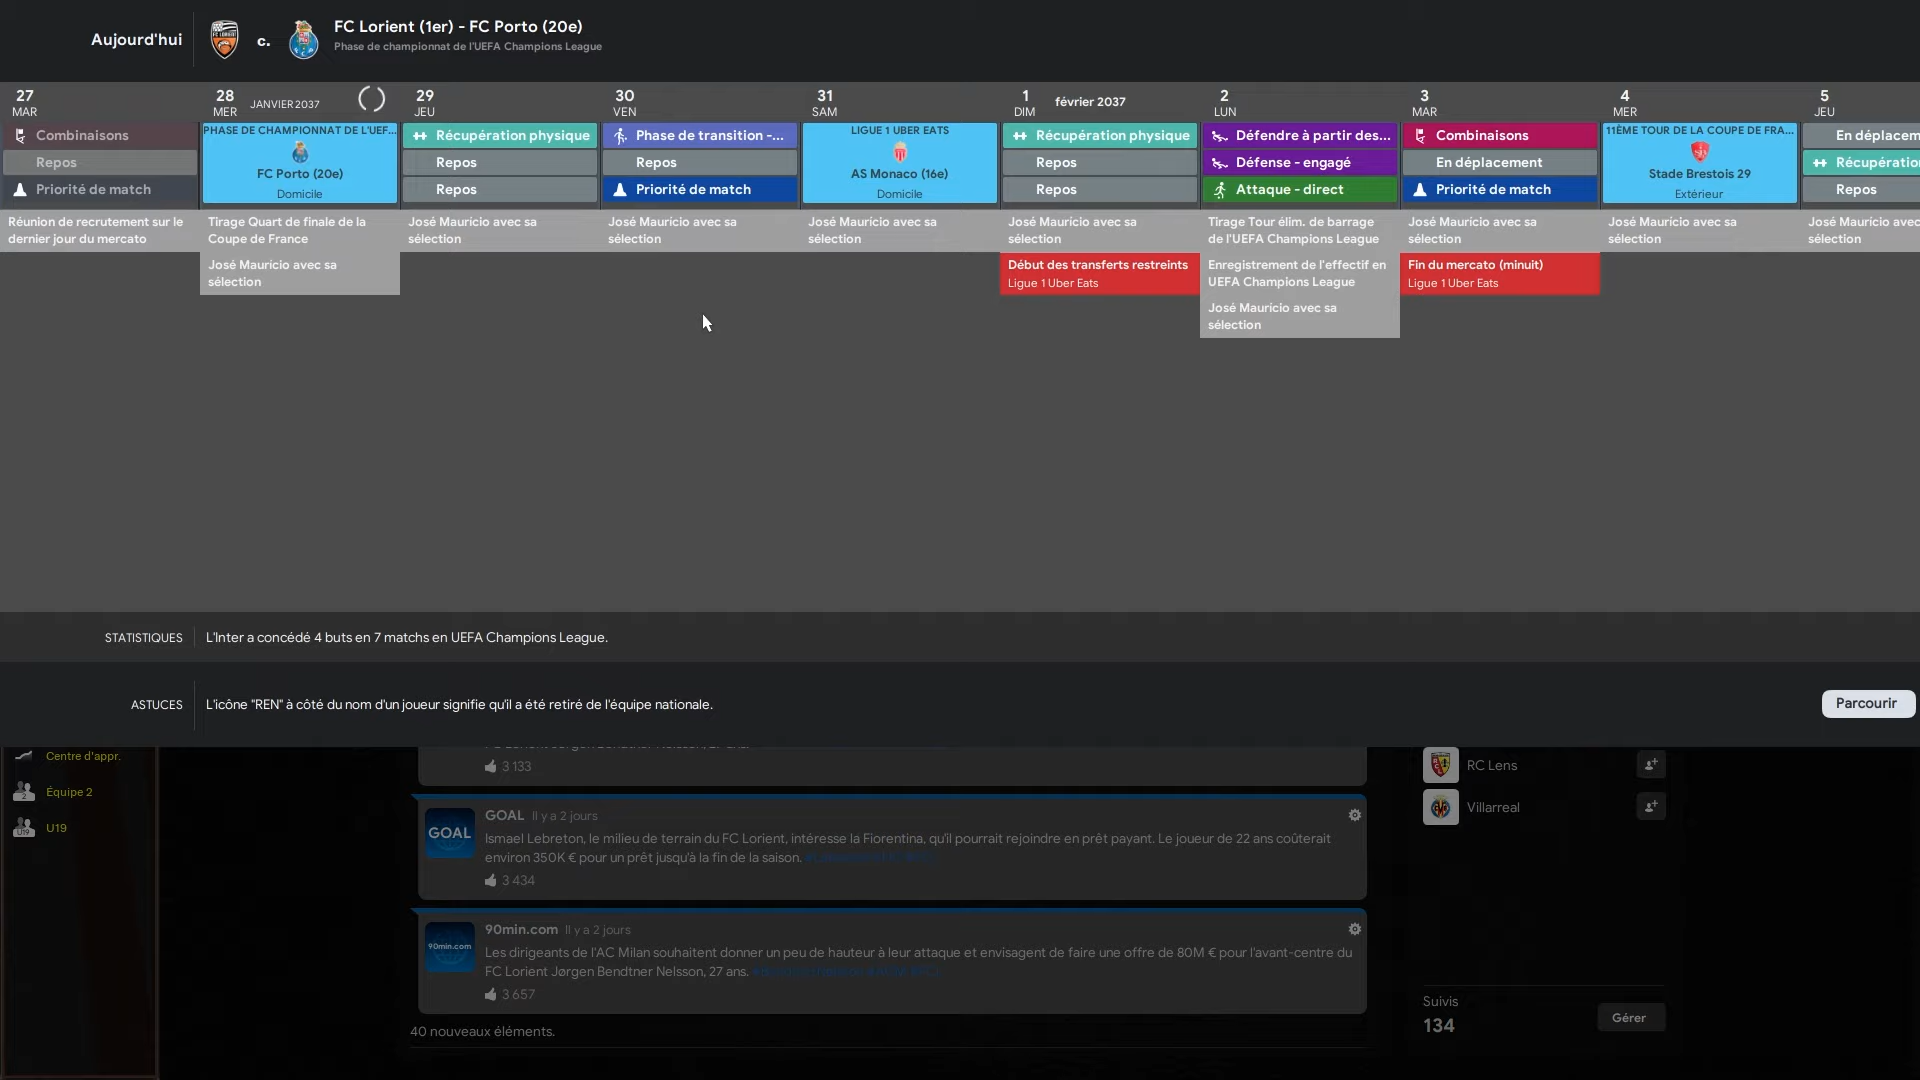 Aujourd'hui
c.
FC Lorient (1er) - FC Porto (20e)
Phase de championnat de l'UEFA Champions League
27
MAR
28
MER
JANVIER 2037
29
JEU
30
VEN
31
SAM
1
DIM
février 2037
2
LUN
3
MAR
4
MER
5
JEU
Combinaisons
Repos
Priorité de match
Réunion de recrutement sur le
dernier jour du mercato
PHASE DE CHAMPIONNAT DE L'UEF...
FC Porto (20e)
Domicile
Tirage Quart de finale de la
Coupe de France
José Maurício avec sa
sélection
Récupération physique
Repos
Repos
José Maurício avec sa
sélection
Phase de transition -...
Repos
Priorité de match
José Maurício avec sa
sélection
LIGUE 1 UBER EATS
AS Monaco (16e)
Domicile
José Maurício avec sa
sélection
Récupération physique
Repos
Repos
José Maurício avec sa
sélection
Début des transferts restreints
Ligue 1 Uber Eats
Défendre à partir des...
Défense - engagé
Attaque - direct
Tirage Tour élim. de barrage
de l'UEFA Champions League
Enregistrement de l'effectif en
UEFA Champions League
José Maurício avec sa
sélection
Combinaisons
En déplacement
Priorité de match
José Maurício avec sa
sélection
Fin du mercato (minuit)
Ligue 1 Uber Eats
11ÈME TOUR DE LA COUPE DE FRA...
Stade Brestois 29
Extérieur
José Maurício avec sa
sélection
En déplacem
Récupération
Repos
José Maurício avec
sélection
STATISTIQUES
L'Inter a concédé 4 buts en 7 matchs en UEFA Champions League.
ASTUCES
L'icône "REN" à côté du nom d'un joueur signifie qu'il a été retiré de l'équipe nationale.
Parcourir
Centre d'appr.
Équipe 2
U19
3 133
GOAL
GOAL Il y a 2 jours
Ismael Lebreton, le milieu de terrain du FC Lorient, intéresse la Fiorentina, qu'il pourrait rejoindre en prêt payant. Le joueur de 22 ans coûterait
environ 350K € pour un prêt jusqu'à la fin de la saison.
3 434
90min.com
90min.com Il y a 2 jours
Les dirigeants de l'AC Milan souhaitent donner un peu de hauteur à leur attaque et envisagent de faire une offre de 80M € pour l'avant-centre du
FC Lorient Jørgen Bendtner Nelsson, 27 ans.
3 657
40 nouveaux éléments.
RC Lens
Villarreal
Suivis
134
Gérer